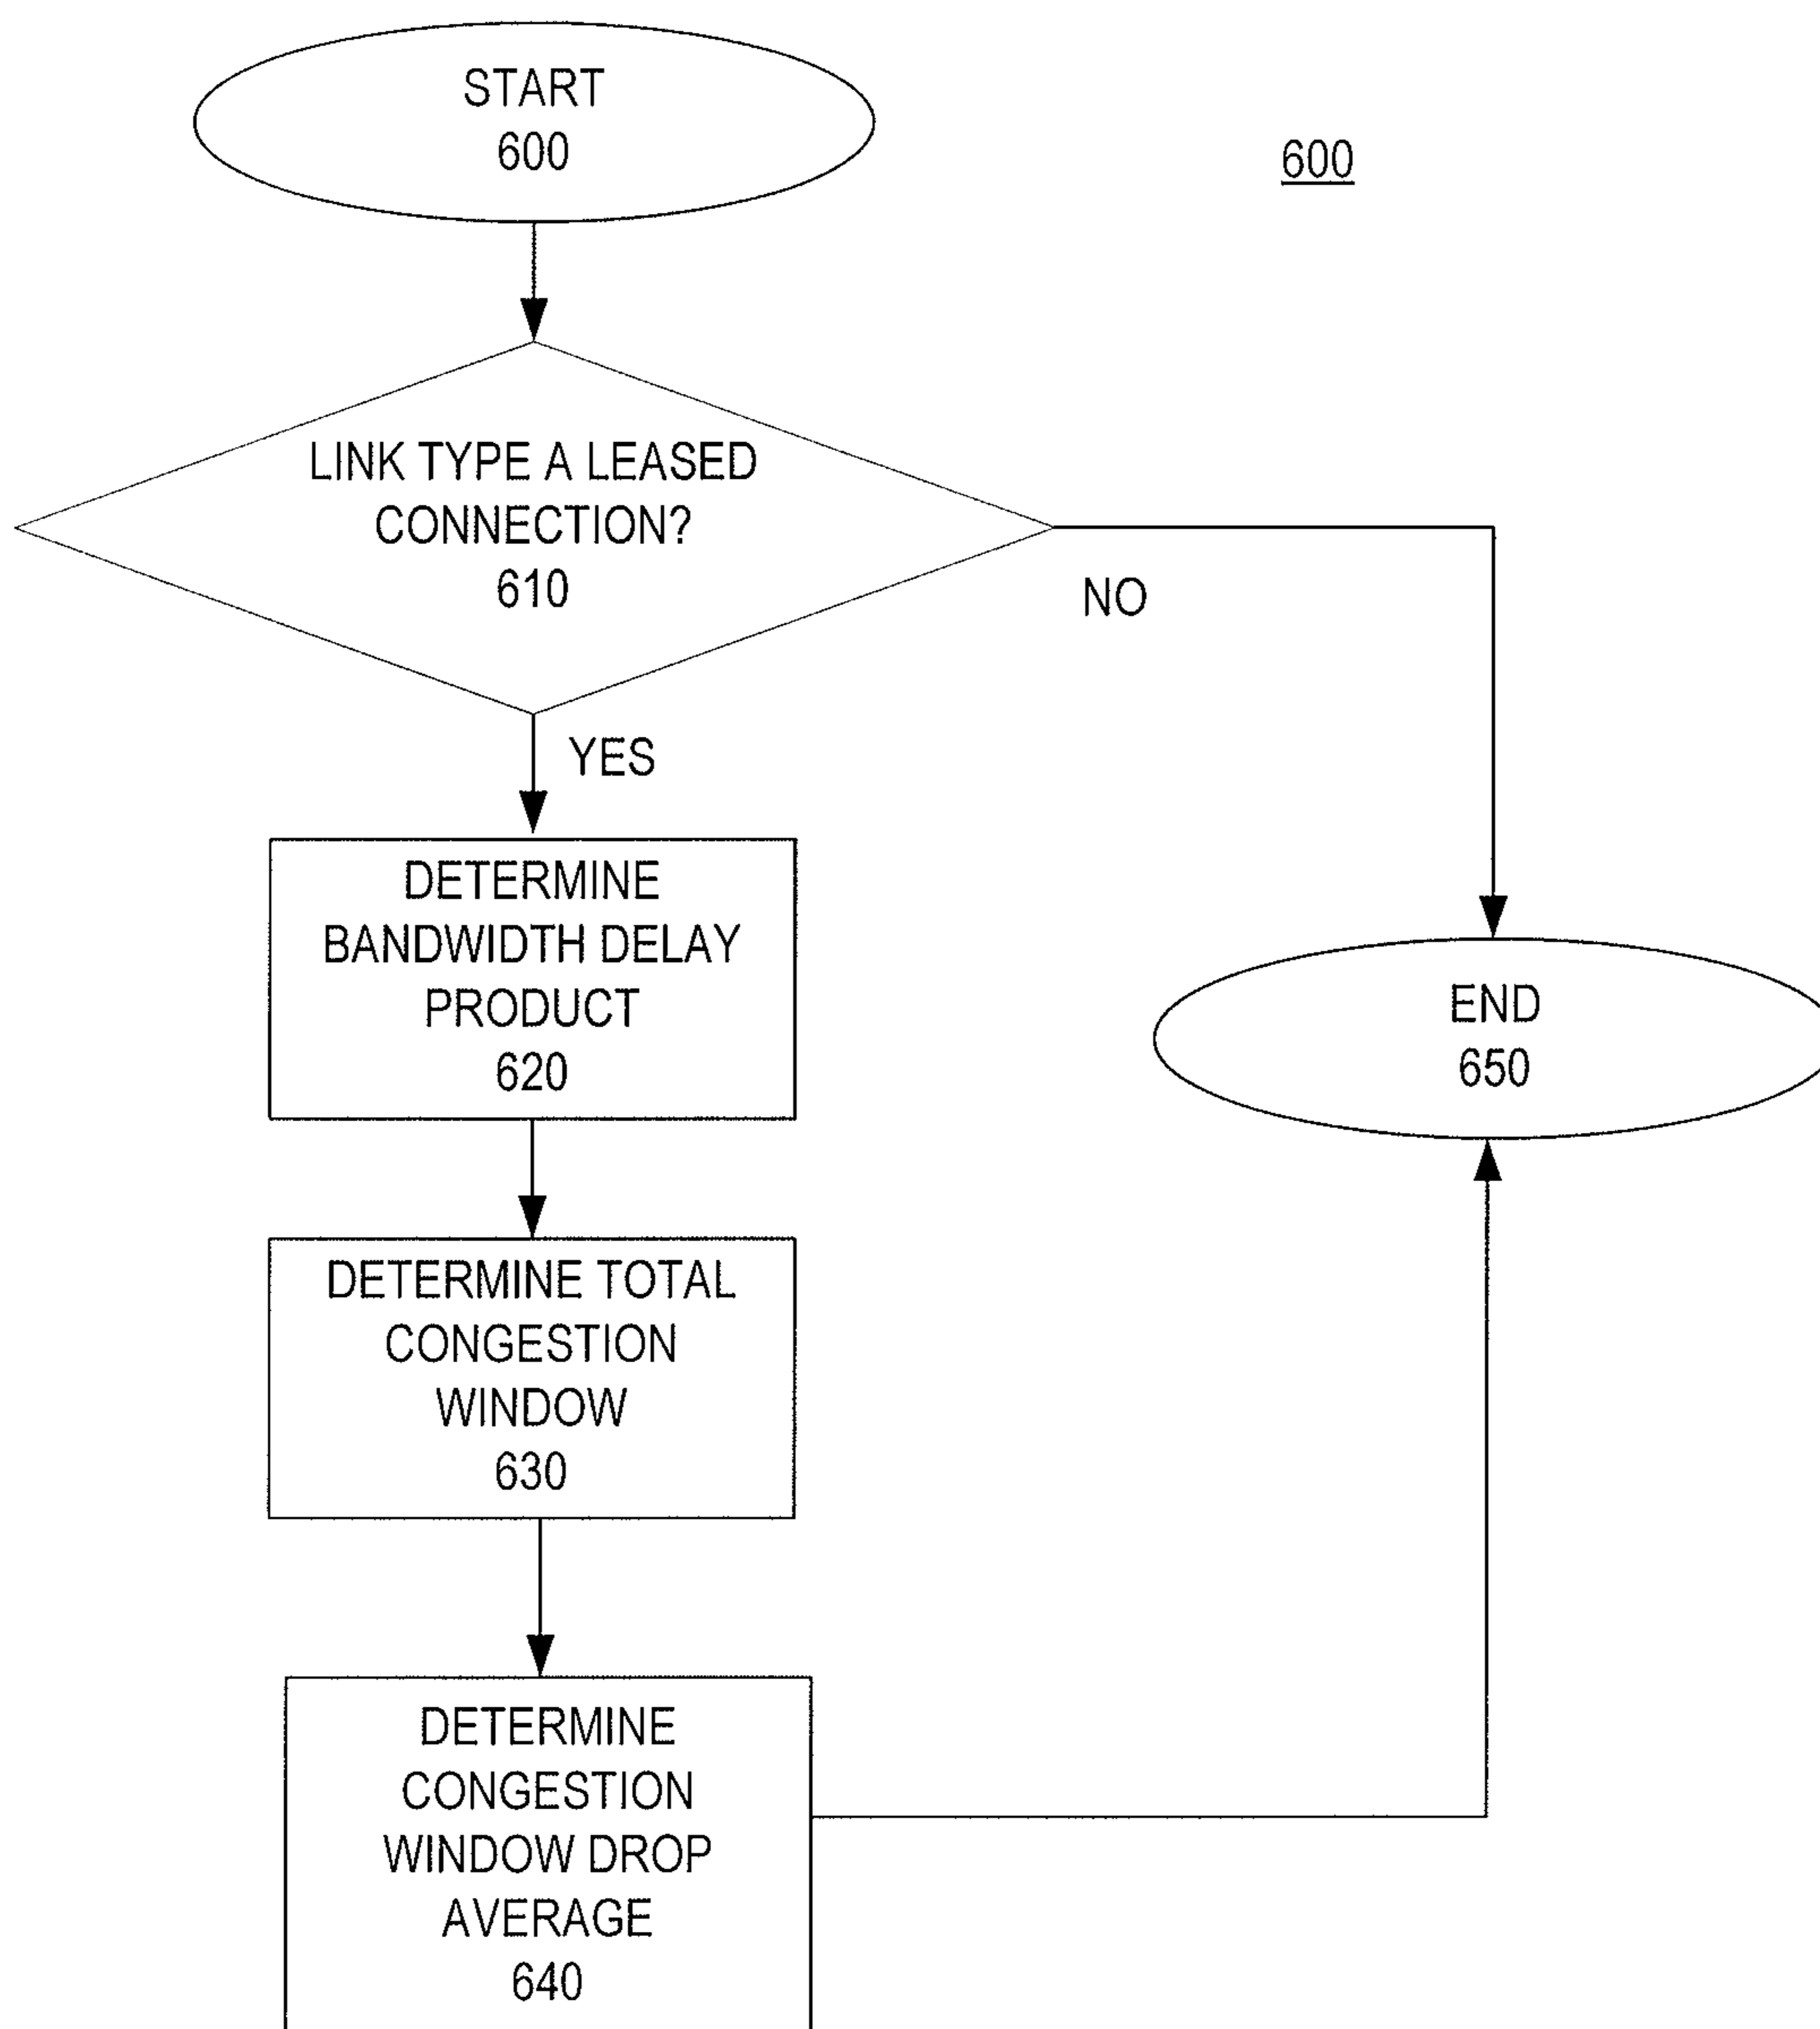 START
600
600
LINK TYPE A LEASED
CONNECTION?
610
NO
YES
DETERMINE
BANDWIDTH DELAY
PRODUCT
620
END
650
DETERMINE TOTAL
CONGESTION
WINDOW
630
DETERMINE
CONGESTION
WINDOW DROP
AVERAGE
640